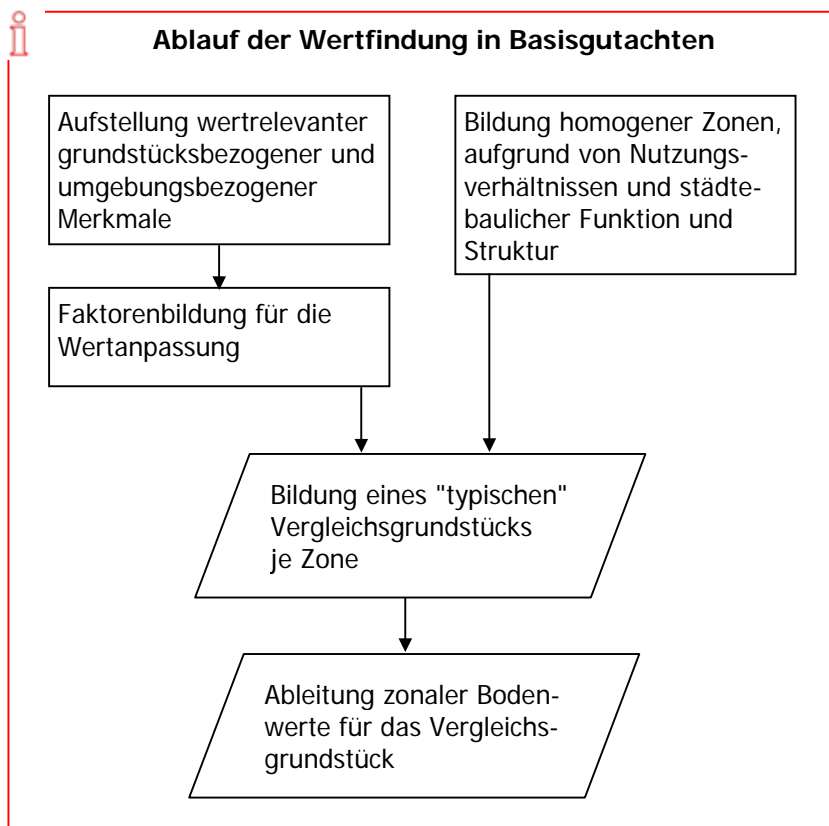 Ablauf der Wertfindung in Basisgutachten
Aufstellung wertrelevanter
grundstücksbezogener und
umgebungsbezogener
Merkmale
Bildung homogener Zonen,
aufgrund von Nutzungs-
verhältnissen und städte-
baulicher Funktion und
Struktur
Faktorenbildung für die
Wertanpassung
Bildung eines "typischen"
Vergleichsgrundstücks
je Zone
Ableitung zonaler Boden-
werte für das Vergleichs-
grundstück